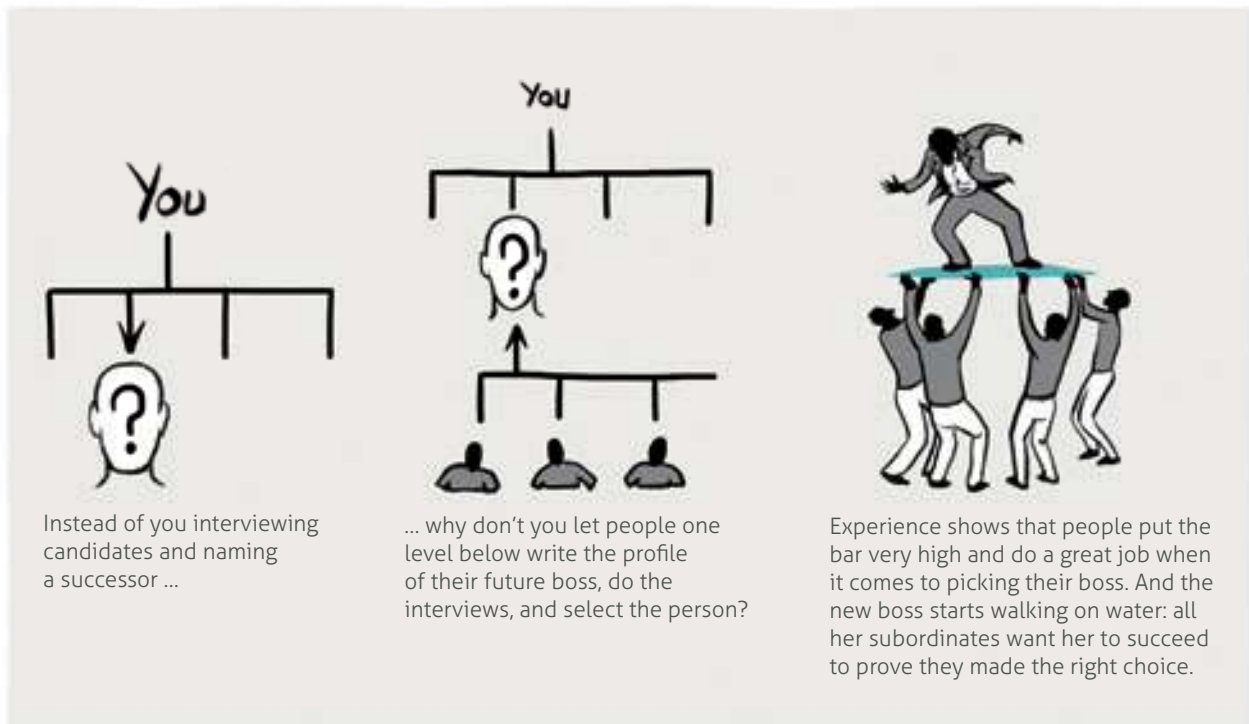 You
Instead of you interviewing
candidates and naming
a successor ...
You
?
?
... why don’t you let people one
level below write the profile
of their future boss, do the
interviews, and select the person?
Experience shows that people put the
bar very high and do a great job when
it comes to picking their boss. And the
new boss starts walking on water: all
her subordinates want her to succeed
to prove they made the right choice.